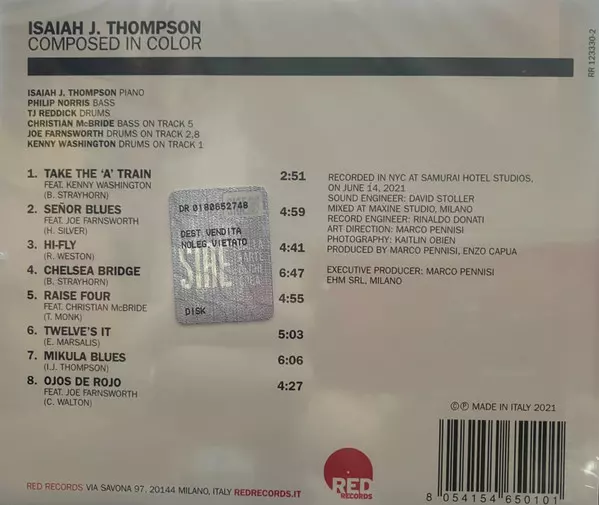 ISAIAH J. THOMPSON
COMPOSED IN COLOR
RR 123330-2
ISAIAH J. THOMPSON PIANO
PHILIP NORRIS BASS
TJ REDDICK DRUMS
CHRISTIAN McBRIDE BASS ON TRACK 5
JOE FARNSWORTH DRUMS ON TRACK 2,8
KENNY WASHINGTON DRUMS ON TRACK 1
1. TAKE THE ‘A’ TRAIN 2:51
FEAT. KENNY WASHINGTON
(B. STRAYHORN)
2. SEÑOR BLUES 4:59
FEAT. JOE FARNSWORTH
(H. SILVER)
3. HI-FLY 4:41
(R. WESTON)
4. CHELSEA BRIDGE 6:47
(B. STRAYHORN)
5. RAISE FOUR 4:55
FEAT. CHRISTIAN McBRIDE
(T. MONK)
6. TWELVE'S IT 5:03
(E. MARSALIS)
7. MIKULA BLUES 6:06
(I.J. THOMPSON)
8. OJOS DE ROJO 4:27
FEAT. JOE FARNSWORTH
(C. WALTON)
DR 0180652748
DEST.VENDITA
NOLEG.VIETATO
DISK
RECORDED IN NYC AT SAMURAI HOTEL STUDIOS,
ON JUNE 14, 2021
SOUND ENGINEER: DAVID STOLLER
MIXED AT MAXINE STUDIO, MILANO
RECORD ENGINEER: RINALDO DONATI
ART DIRECTION: MARCO PENNISI
PHOTOGRAPHY: KAITLIN OBIEN
PRODUCED BY MARCO PENNISI, ENZO CAPUA
EXECUTIVE PRODUCER: MARCO PENNISI
EHM SRL, MILANO
©℗ MADE IN ITALY 2021
RED RECORDS VIA SAVONA 97, 20144 MILANO, ITALY REDRECORDS.IT
RED
RECORDS
8 054154 650101